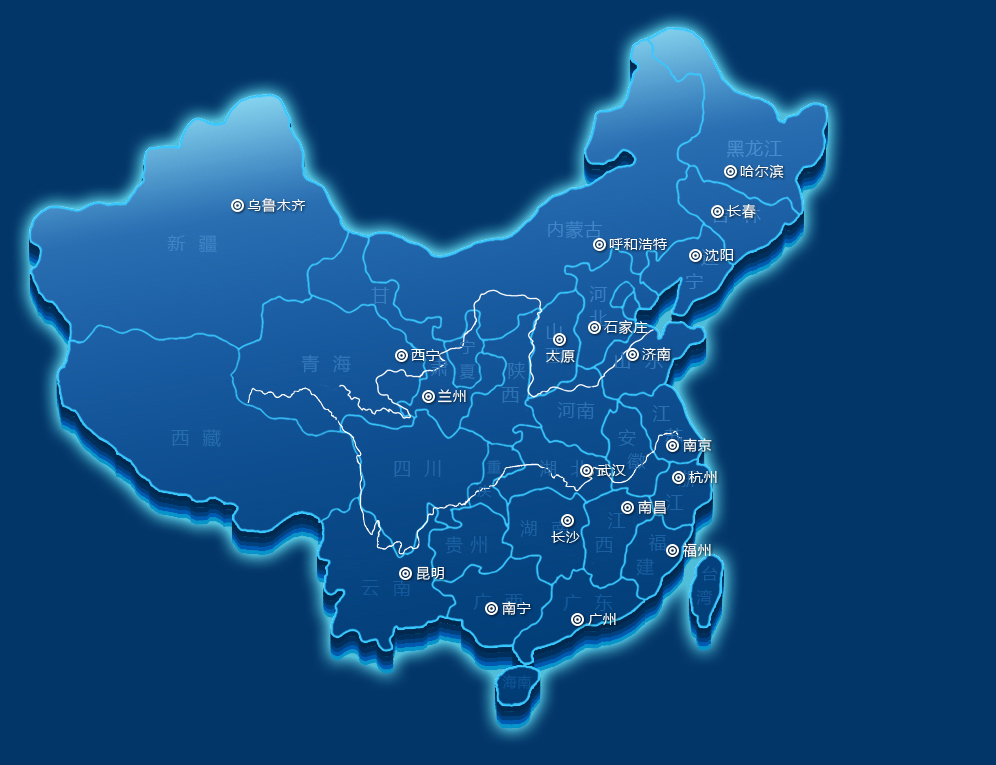 黑龙江
哈尔滨
乌鲁木齐
长春
吉林
内蒙古
新疆
呼和浩特
沈阳
辽
宁
甘
河
北
石家庄
山
太原
宁
夏
西宁
肃
济南
山东
青海
陕
西
兰州
河南
江
苏
安
徽
西藏
南京
四川
重
庆
湖北
武汉
杭州
江
南昌
湖南
长沙
江
西
贵州
福
建
福州
昆明
云南
台
湾
广西
南宁
广东
广州
海南